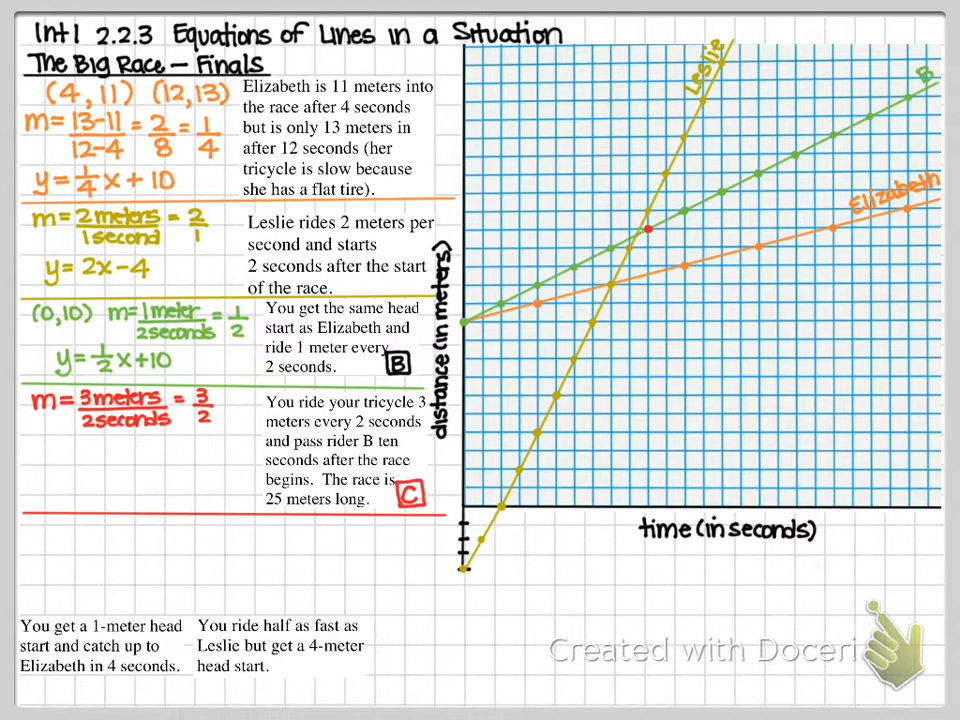 Int 1 2.2.3 Equations of Lines in a Situation
The Big Race – Finals
(4, 11) (12, 13)
m = 13-11 / 12-4 = 2/8 = 1/4
y = 1/4 x + 10
Elizabeth is 11 meters into
the race after 4 seconds
but is only 13 meters in
after 12 seconds (her
tricycle is slow because
she has a flat tire).
m = 2 meters / 1 second = 2/1
y = 2x - 4
Leslie rides 2 meters per
second and starts
2 seconds after the start
of the race.
(0,10) m = 1 meter / 2 seconds = 1/2
y = 1/2 x + 10
You get the same head
start as Elizabeth and
ride 1 meter every
2 seconds.
B
m = 3 meters / 2 seconds = 3/2
You ride your tricycle 3
meters every 2 seconds
and pass rider B ten
seconds after the race
begins. The race is
25 meters long.
C
Leslie
B
Elizabeth
distance (in meters)
time (in seconds)
You get a 1-meter head
start and catch up to
Elizabeth in 4 seconds.
You ride half as fast as
Leslie but get a 4-meter
head start.
Created with Doceri